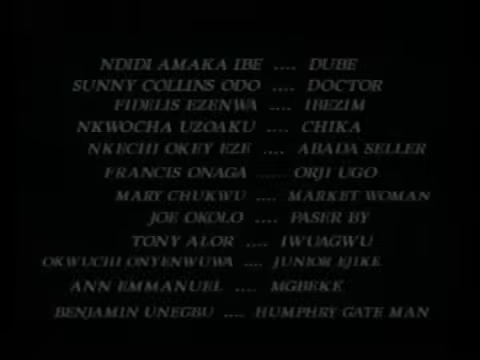 NDIDI AMAKA IBE .... DUBE
SUNNY COLLINS ODO .... DOCTOR
FIDELIS EZENWA .... IBEZIM
NKWOCHA UZOAKU .... CHIKA
NKECHI OKEY EZE .... ABADA SELLER
FRANCIS ONAGA .... ORJI UGO
MARY CHUKWU .... MARKET WOMAN
JOE OKOLO .... PASER BY
TONY ALOR .... IWUAGWU
OKWUCHI ONYENWUWA .... JUNIOR EJIKE
ANN EMMANUEL .... MGBEKE
BENJAMIN UNEGBU .... HUMPHRY GATE MAN